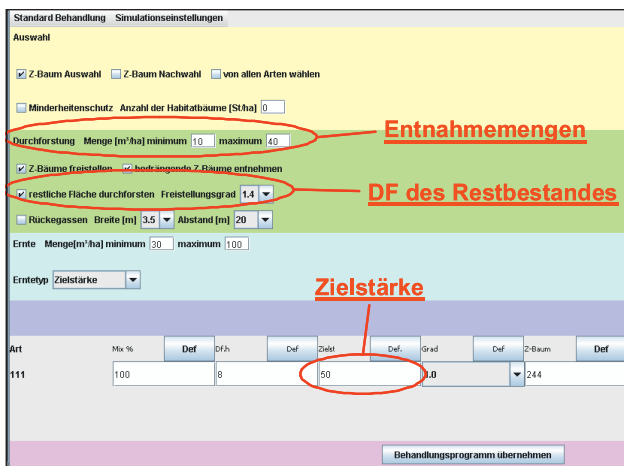 Standard Behandlung Simulationseinstellungen
Auswahl
Z-Baum Auswahl Z-Baum Nachwahl von allen Arten wählen
Minderheitenschutz Anzahl der Habitatbäume [St/ha] 0
Durchforstung Menge [m³/ha] minimum 10 maximum 40
Entnahmemengen
Z-Bäume freistellen bedrängende Z-Bäume entnehmen
restliche Fläche durchforsten Freistellungsgrad 1.4
DF des Restbestandes
Rückegassen Breite [m] 3.5 Abstand [m] 20
Ernte Menge[m³/ha] minimum 30 maximum 100
Erntetyp Zielstärke
Zielstärke
Art Mix % Def Df.h Def Zielst Def. Grad Def Z-Baum Def
111 100 8 50 1.0 244
Behandlungsprogramm übernehmen